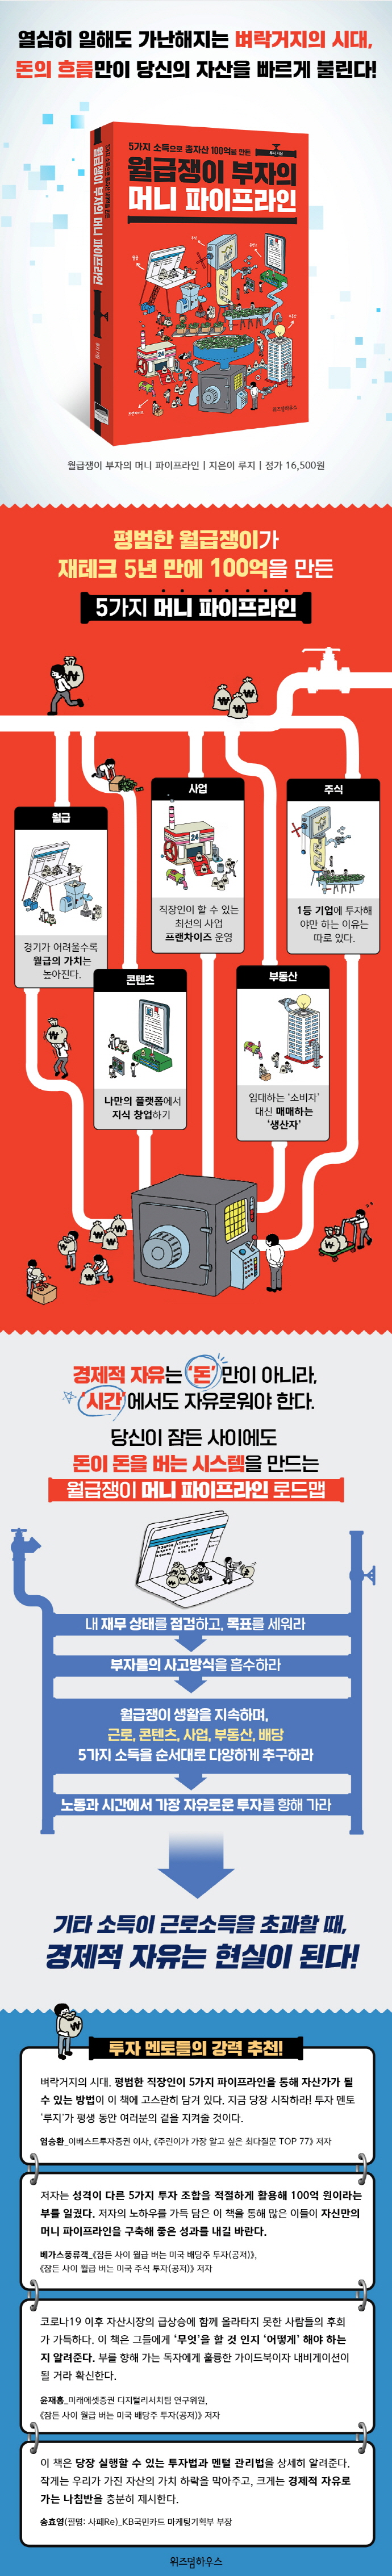 열심히 일해도 가난해지는 벼락거지의 시대,
돈의 흐름만이 당신의 자산을 빠르게 불린다!
5가지 소득으로 총자산 100억을 만든
루지 지음
월급쟁이 부자의
머니 파이프라인
월급쟁이 부자의 머니 파이프라인
위즈덤하우스
월급쟁이 부자의 머니 파이프라인 | 지은이 루지 | 정가 16,500원
평범한 월급쟁이가
재테크 5년 만에 100억을 만든
5가지 머니 파이프라인
사업
24
직장인이 할 수 있는
최선의 사업
프랜차이즈 운영
주식
1등 기업에 투자해
야만 하는 이유는
따로 있다.
월급
경기가 어려울수록
월급의 가치는
높아진다.
콘텐츠
나만의 플랫폼에서
지식 창업하기
부동산
임대하는 ‘소비자’
대신 매매하는
‘생산자’
경제적 자유는 ‘돈’만이 아니라,
‘시간’에서도 자유로워야 한다.
당신이 잠든 사이에도
돈이 돈을 버는 시스템을 만드는
월급쟁이 머니 파이프라인 로드맵
내 재무 상태를 점검하고, 목표를 세워라
부자들의 사고방식을 흡수하라
월급쟁이 생활을 지속하며,
근로, 콘텐츠, 사업, 부동산, 배당
5가지 소득을 순서대로 다양하게 추구하라
노동과 시간에서 가장 자유로운 투자를 향해 가라
기타 소득이 근로소득을 초과할 때,
경제적 자유는 현실이 된다!
투자 멘토들의 강력 추천!
벼락거지의 시대. 평범한 직장인이 5가지 파이프라인을 통해 자산가가 될
수 있는 방법이 이 책에 고스란히 담겨 있다. 지금 당장 시작하라! 투자 멘토
‘루지’가 평생 동안 여러분의 곁을 지켜줄 것이다.
염승환_이베스트투자증권 이사, 《주린이가 가장 알고 싶은 최다질문 TOP 77》 저자
저자는 성격이 다른 5가지 투자 조합을 적절하게 활용해 100억 원이라는
부를 일궜다. 저자의 노하우를 가득 담은 이 책을 통해 많은 이들이 자신만의
머니 파이프라인을 구축해 좋은 성과를 내길 바란다.
베가스풍류객_《잠든 사이 월급 버는 미국 배당주 투자(공저)》,
《잠든 사이 월급 버는 미국 주식 투자(공저)》 저자
코로나19 이후 자산시장의 급상승에 함께 올라타지 못한 사람들의 후회
가 가득하다. 이 책은 그들에게 ‘무엇’을 할 것 인지 ‘어떻게’ 해야 하는
지 알려준다. 부를 향해 가는 독자에게 훌륭한 가이드북이자 내비게이션이
될 거라 확신한다.
윤재홍_미래에셋증권 디지털리서치팀 연구위원,
《잠든 사이 월급 버는 미국 배당주 투자(공저)》 저자
이 책은 당장 실행할 수 있는 투자법과 멘털 관리법을 상세히 알려준다.
작게는 우리가 가진 자산의 가치 하락을 막아주고, 크게는 경제적 자유로
가는 나침반을 충분히 제시한다.
송효영(필명: 사페Re)_KB국민카드 마케팅기획부 부장
위즈덤하우스